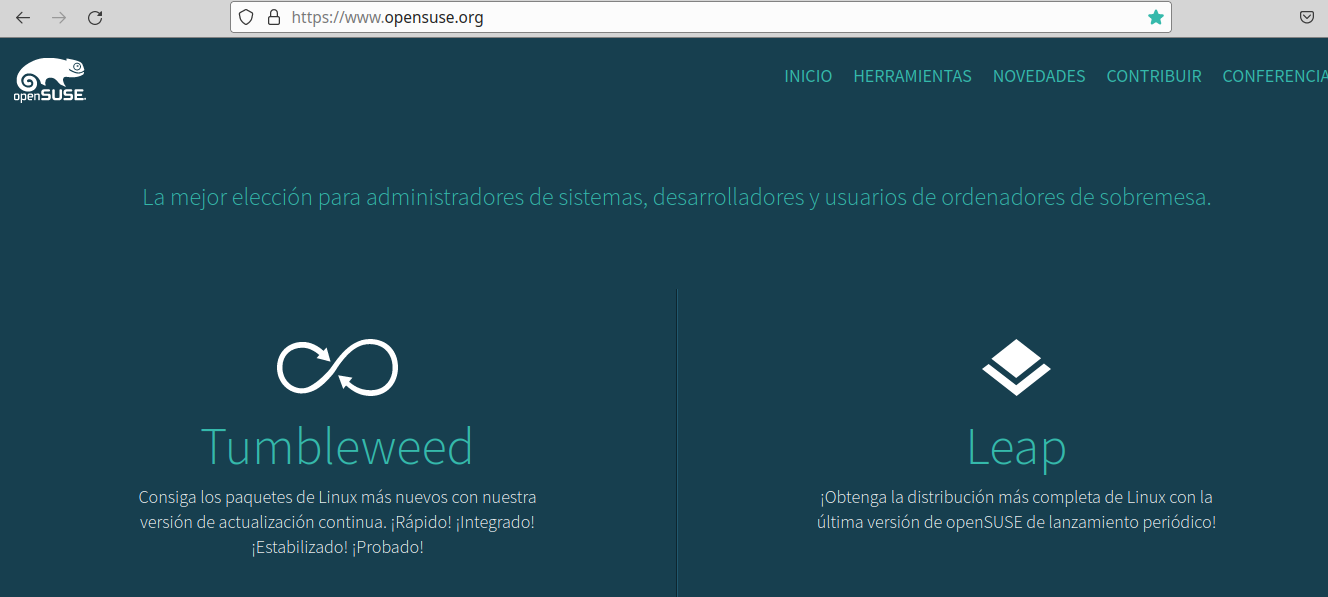 https://www.opensuse.org
openSUSE.
INICIO HERRAMIENTAS NOVEDADES CONTRIBUIR CONFERENCIA
La mejor elección para administradores de sistemas, desarrolladores y usuarios de ordenadores de sobremesa.
Tumbleweed
Consiga los paquetes de Linux más nuevos con nuestra
versión de actualización continua. ¡Rápido! ¡Integrado!
¡Estabilizado! ¡Probado!
Leap
¡Obtenga la distribución más completa de Linux con la
última versión de openSUSE de lanzamiento periódico!